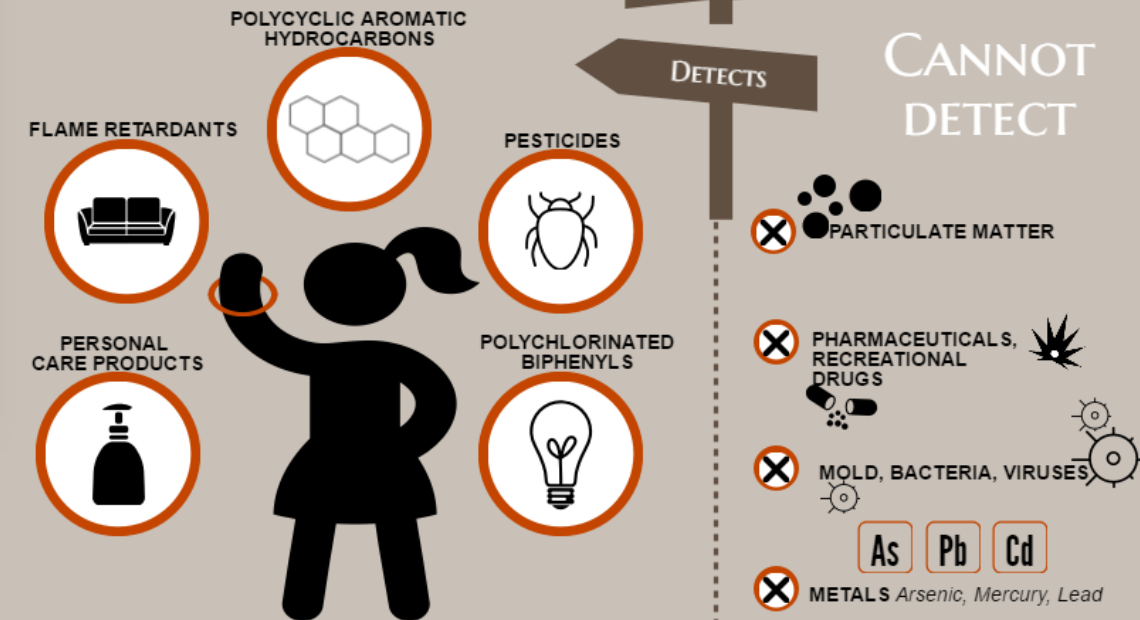 POLYCYCLIC AROMATIC
HYDROCARBONS
FLAME RETARDANTS
PESTICIDES
PERSONAL
CARE PRODUCTS
POLYCHLORINATED
BIPHENYLS
DETECTS
CANNOT
DETECT
PARTICULATE MATTER
PHARMACEUTICALS,
RECREATIONAL
DRUGS
MOLD, BACTERIA, VIRUSES
As Pb Cd
METALS Arsenic, Mercury, Lead